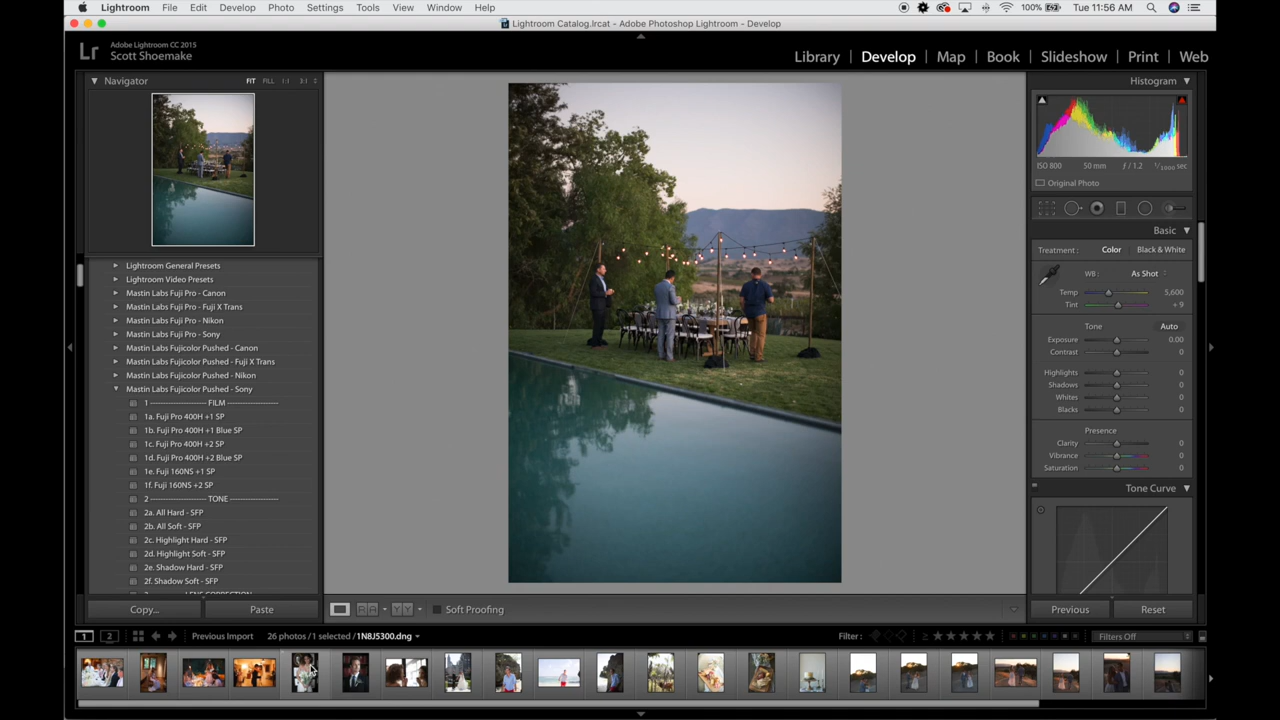 Lightroom File Edit Develop Photo Settings Tools View Window Help 100% Tue 11:56 AM
Lightroom Catalog.lrcat - Adobe Photoshop Lightroom - Develop
Lr Adobe Lightroom CC 2015
Scott Shoemake
Library | Develop | Map | Book | Slideshow | Print | Web
Navigator FIT FILL 1:1 3:1
Histogram
ISO 800 50 mm ƒ / 1.2
Original Photo
Basic
Treatment : Color Black & White
WB : As Shot
Temp 5,600
Tint + 9
Tone Auto
Exposure 0.00
Contrast 0
Highlights 0
Shadows 0
Whites 0
Blacks 0
Presence
Clarity 0
Vibrance 0
Saturation 0
Tone Curve
Lightroom General Presets
Lightroom Video Presets
Mastin Labs Fuji Pro - Canon
Mastin Labs Fuji Pro - Fuji X Trans
Mastin Labs Fuji Pro - Nikon
Mastin Labs Fuji Pro - Sony
Mastin Labs Fujicolor Pushed - Canon
Mastin Labs Fujicolor Pushed - Fuji X Trans
Mastin Labs Fujicolor Pushed - Nikon
Mastin Labs Fujicolor Pushed - Sony
1 -------------------- FILM --------------------
1a. Fuji Pro 400H +1 SP
1b. Fuji Pro 400H +1 Blue SP
1c. Fuji Pro 400H +2 SP
1d. Fuji Pro 400H +2 Blue SP
1e. Fuji 160NS +1 SP
1f. Fuji 160NS +2 SP
2 -------------------- TONE --------------------
2a. All Hard - SFP
2b. All Soft - SFP
2c. Highlight Hard - SFP
2d. Highlight Soft - SFP
2e. Shadow Hard - SFP
2f. Shadow Soft - SFP
Copy... Paste
Soft Proofing
Previous Reset
1 2 Previous Import 26 photos / 1 selected / 1N8J5300.dng
Filter : Filters Off